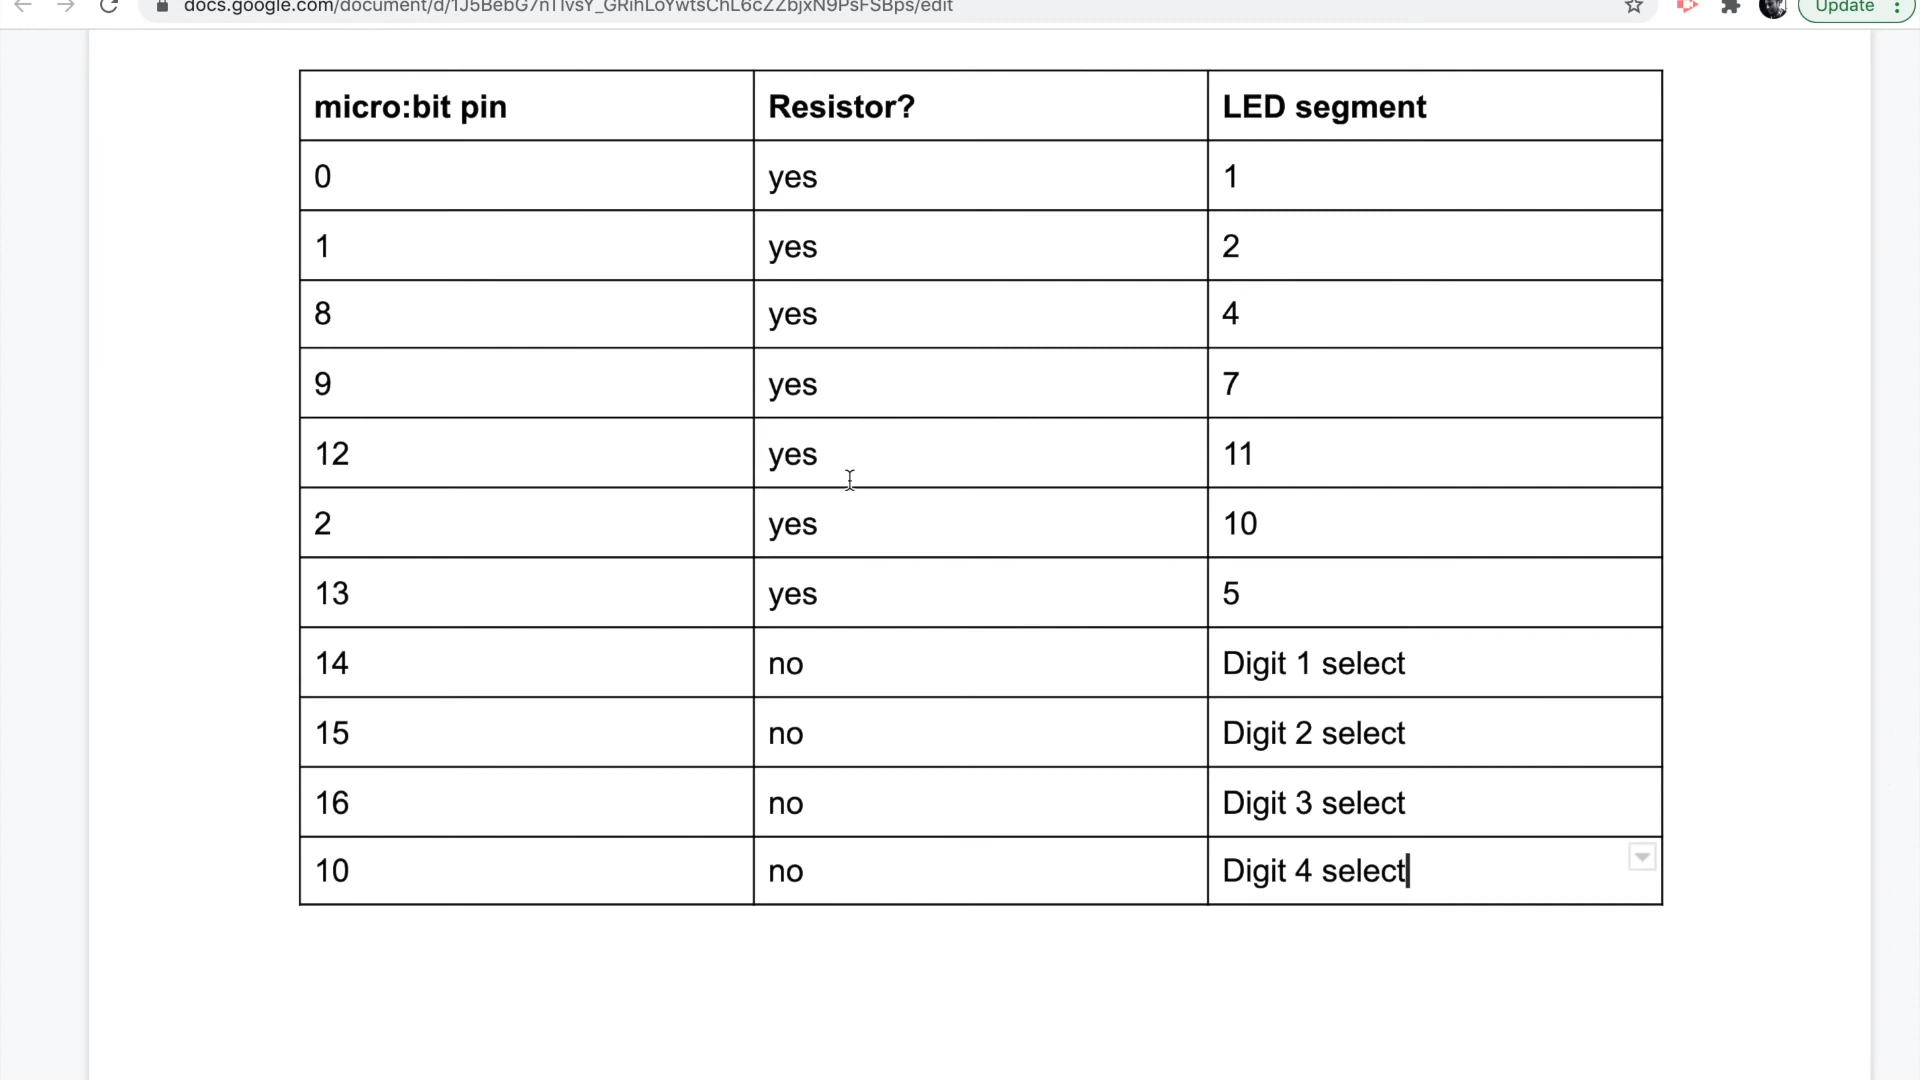 docs.google.com/document/d/1J5BebG7nTIvsY_GRihLoYwtsChL6cZZbjxN9PsFSBps/edit
Update
micro:bit pin Resistor? LED segment
0 yes 1
1 yes 2
8 yes 4
9 yes 7
12 yes 11
2 yes 10
13 yes 5
14 no Digit 1 select
15 no Digit 2 select
16 no Digit 3 select
10 no Digit 4 select